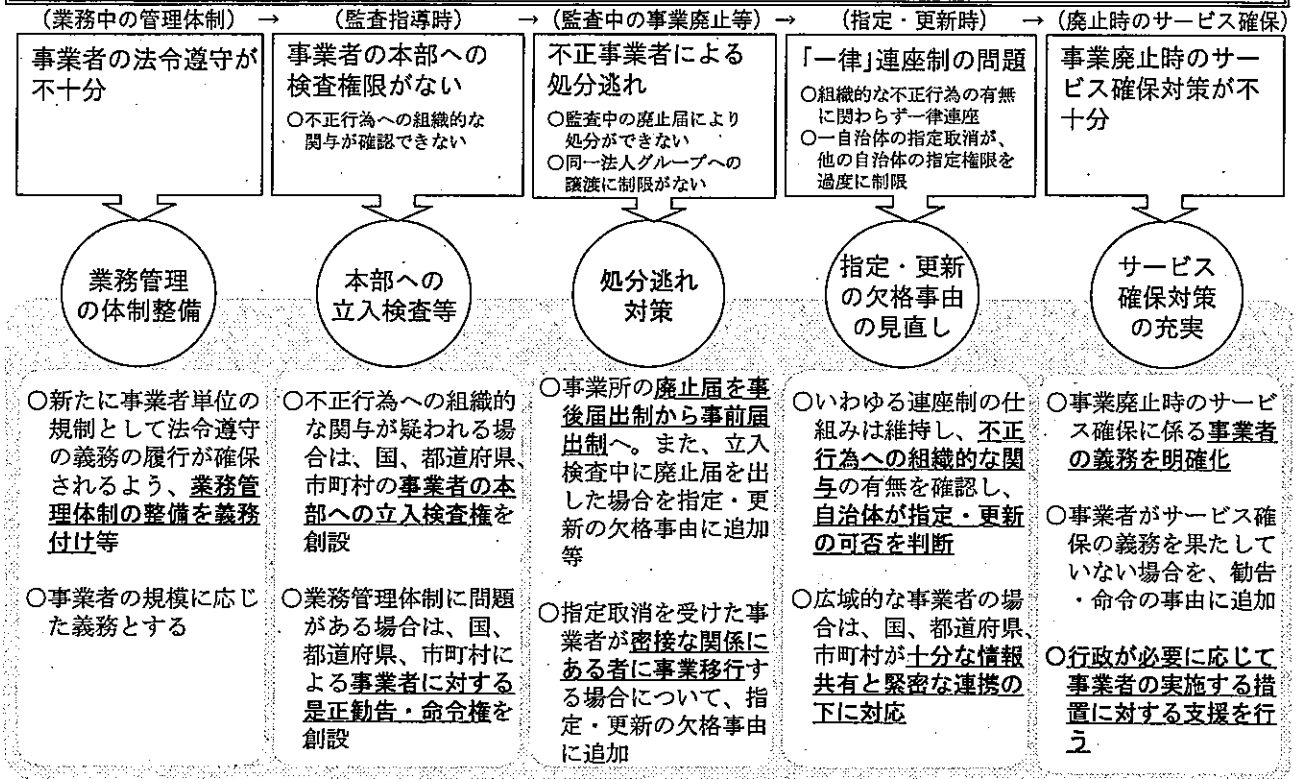 (業務中の管理体制) → (監査指導時) → (監査中の事業廃止等) → (指定・更新時) → (廃止時のサービス確保)
事業者の法令遵守が
不十分
事業者の本部への
検査権限がない
○不正行為への組織的な
関与が確認できない
不正事業者による
処分逃れ
○監査中の廃止届により
処分ができない
○同一法人グループへの
譲渡に制限がない
「一律」連座制の問題
○組織的な不正行為の有無
に関わらず一律連座
○一自治体の指定取消が、
他の自治体の指定権限を
過度に制限
事業廃止時のサー
ビス確保対策が不
十分
業務管理
の体制整備
本部への
立入検査等
処分逃れ
対策
指定・更新
の欠格事由
の見直し
サービス
確保対策
の充実
○新たに事業者単位の
規制として法令遵守
の義務の履行が確保
されるよう、業務管
理体制の整備を義務
付け等
○事業者の規模に応じ
た義務とする
○不正行為への組織的
な関与が疑われる場
合は、国、都道府県、
市町村の事業者の本
部への立入検査権を
創設
○業務管理体制に問題
がある場合は、国、
都道府県、市町村に
よる事業者に対する
是正勧告・命令権を
創設
○事業所の廃止届を事
後届出制から事前届
出制へ。また、立入
検査中に廃止届を出
した場合を指定・更
新の欠格事由に追加
等
○指定取消を受けた事
業者が密接な関係に
ある者に事業移行す
る場合について、指
定・更新の欠格事由
に追加
○いわゆる連座制の仕
組みは維持し、不正
行為への組織的な関
与の有無を確認し、
自治体が指定・更新
の可否を判断
○広域的な事業者の場
合は、国、都道府県、
市町村が十分な情報
共有と緊密な連携の
下に対応
○事業廃止時のサービ
ス確保に係る事業者
の義務を明確化
○事業者がサービス確
保の義務を果たして
いない場合を、勧告
・命令の事由に追加
○行政が必要に応じて
事業者の実施する措
置に対する支援を行
う